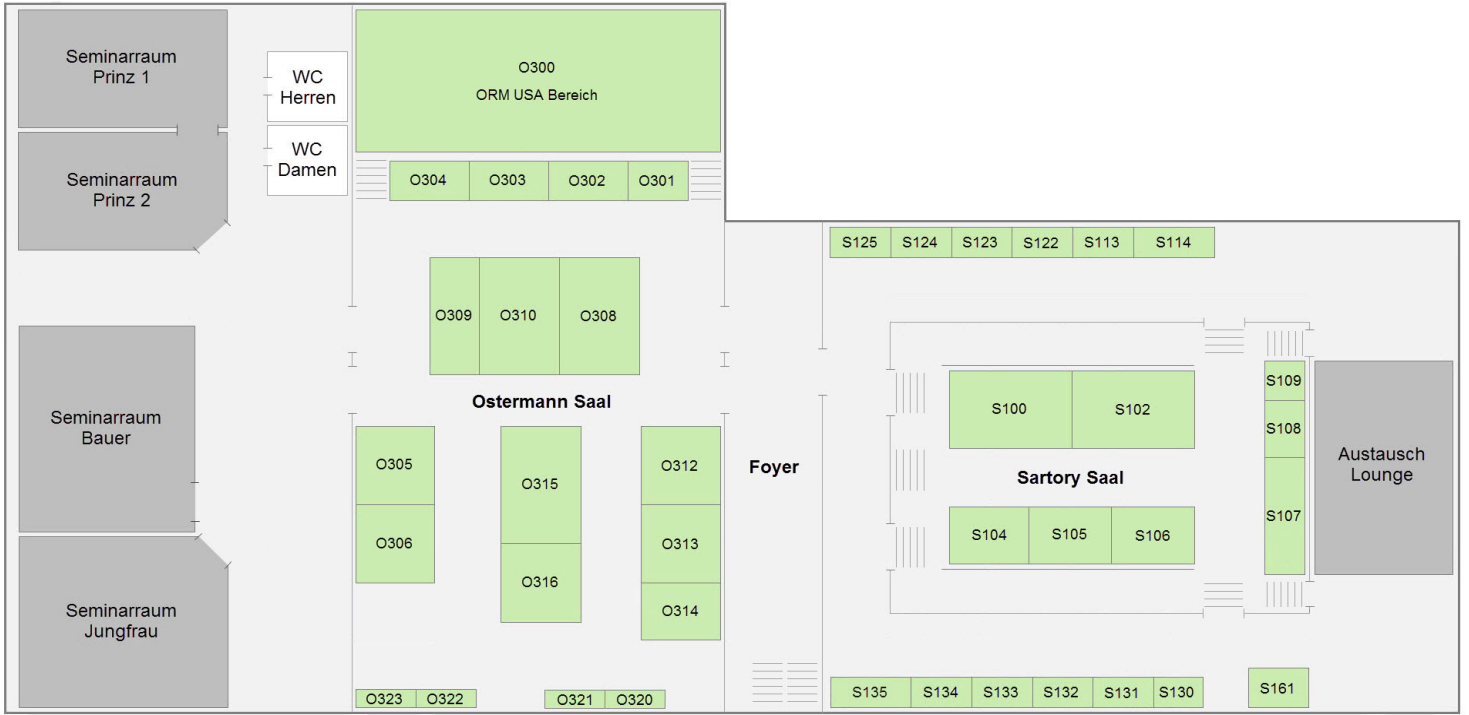 Seminarraum
Prinz 1
WC
Herren
O300
ORM USA Bereich
Seminarraum
Prinz 2
WC
Damen
O304 O303 O302 O301
S125 S124 S123 S122 S113 S114
O309 O310 O308
Ostermann Saal
S109
S100 S102
S108
Seminarraum
Bauer
O305
O315
O312
Foyer
Sartory Saal
Austausch
Lounge
O306
O313
S107
S104 S105 S106
O316
O314
Seminarraum
Jungfrau
O323 O322 O321 O320
S135 S134 S133 S132 S131 S130
S161